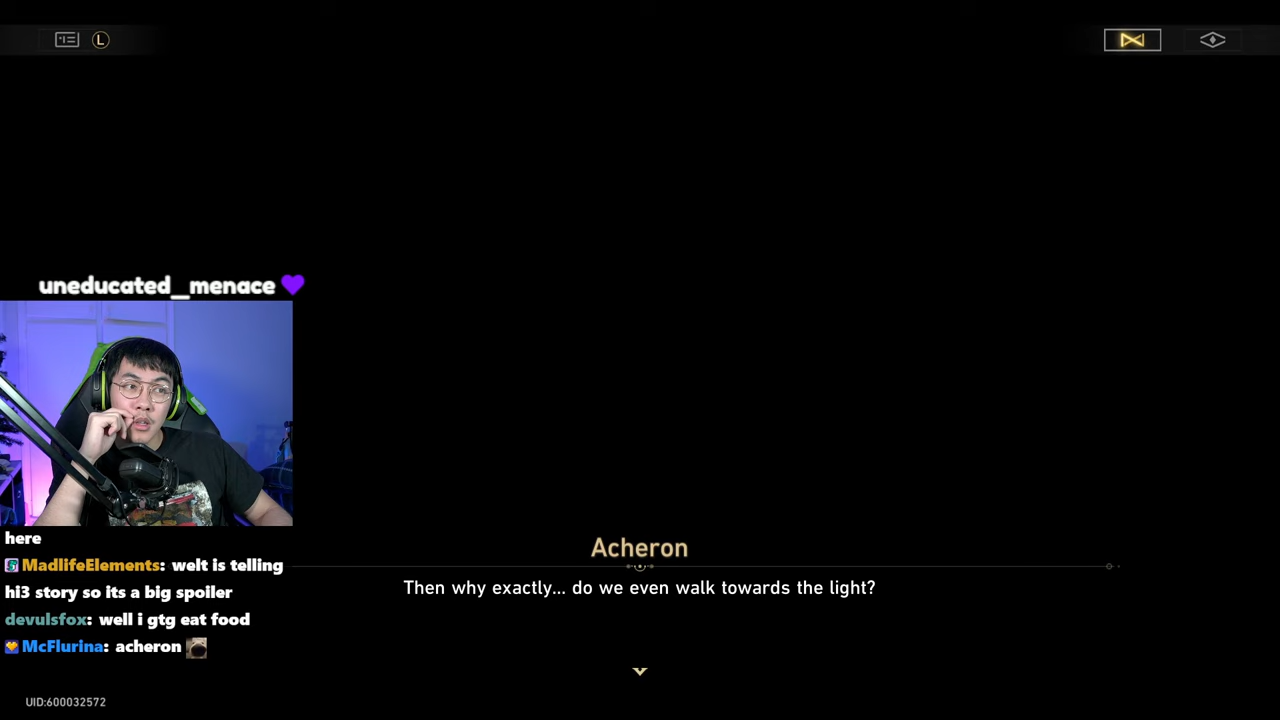 L
uneducated_menace
here
MadlifeElements: welt is telling
hi3 story so its a big spoiler
devulsfox: well i gtg eat food
McFlurina: acheron
Acheron
Then why exactly... do we even walk towards the light?
UID:600032572